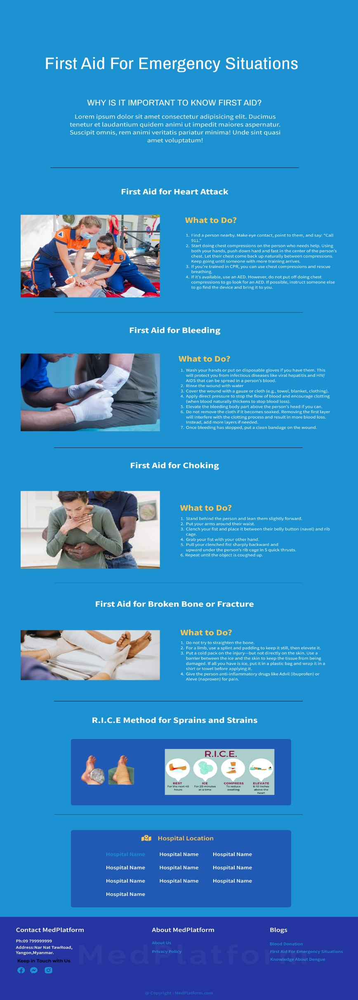 First Aid For Emergency Situations
WHY IS IT IMPORTANT TO KNOW FIRST AID?
Lorem ipsum dolor sit amet consectetur adipisicing elit. Ducimus
tenetur et laudantium quidem animi ut impedit maiores aspernatur.
Suscipit omnis, rem animi veritatis pariatur minima! Unde sint quasi
amet voluptatum!
First Aid for Heart Attack
What to Do?
1. Find a person nearby. Make eye contact, point to them, and say: “Call
911.”
2. Start doing chest compressions on the person who needs help. Using
both your hands, push down hard and fast in the center of the person’s
chest. Let their chest come back up naturally between compressions.
Keep going until someone with more training arrives.
3. If you’re trained in CPR, you can use chest compressions and rescue
breathing.
4. If it’s available, use an AED. However, do not put off doing chest
compressions to go look for an AED. If possible, instruct someone else
to go find the device and bring it to you.
First Aid for Bleeding
What to Do?
1. Wash your hands or put on disposable gloves if you have them. This
will protect you from infectious diseases like viral hepatitis and HIV/
AIDS that can be spread in a person’s blood.
2. Rinse the wound with water
3. Cover the wound with a gauze or cloth (e.g., towel, blanket, clothing).
4. Apply direct pressure to stop the flow of blood and encourage clotting
(when blood naturally thickens to stop blood loss).
5. Elevate the bleeding body part above the person’s head if you can.
6. Do not remove the cloth if it becomes soaked. Removing the first layer
will interfere with the clotting process and result in more blood loss.
Instead, add more layers if needed.
7. Once bleeding has stopped, put a clean bandage on the wound.
First Aid for Choking
What to Do?
1. Stand behind the person and lean them slightly forward.
2. Put your arms around their waist.
3. Clench your fist and place it between their belly button (navel) and rib
cage.
4. Grab your fist with your other hand.
5. Pull your clenched fist sharply backward and
upward under the person’s rib cage in 5 quick thrusts.
6. Repeat until the object is coughed up.
First Aid for Broken Bone or Fracture
What to Do?
1. Do not try to straighten the bone.
2. For a limb, use a splint and padding to keep it still, then elevate it.
3. Put a cold pack on the injury—but not directly on the skin. Use a
barrier between the ice and the skin to keep the tissue from being
damaged. If all you have is ice, put it in a plastic bag and wrap it in a
shirt or towel before applying it.
4. Give the person anti-inflammatory drugs like Advil (ibuprofen) or
Aleve (naproxen) for pain.
R.I.C.E Method for Sprains and Strains
R.I.C.E.
REST
For the next 48
hours
ICE
For 20 minutes
at a time
COMPRESS
To reduce
swelling
ELEVATE
6-10 inches
above the
heart
Hospital Location
Hospital Name Hospital Name Hospital Name
Hospital Name Hospital Name Hospital Name
Hospital Name Hospital Name Hospital Name
Hospital Name
Contact MedPlatform
Ph:09 799999999
Address:Nar Nat TawRoad,
Yangon,Myanmar.
Keep in Touch with Us
About MedPlatform
About Us
Privacy Policy
Blogs
Blood Donation
First Aid For Emergency Situations
Knowledge About Dengue
MedPlatform
@ Copyright : MedPlatform.com